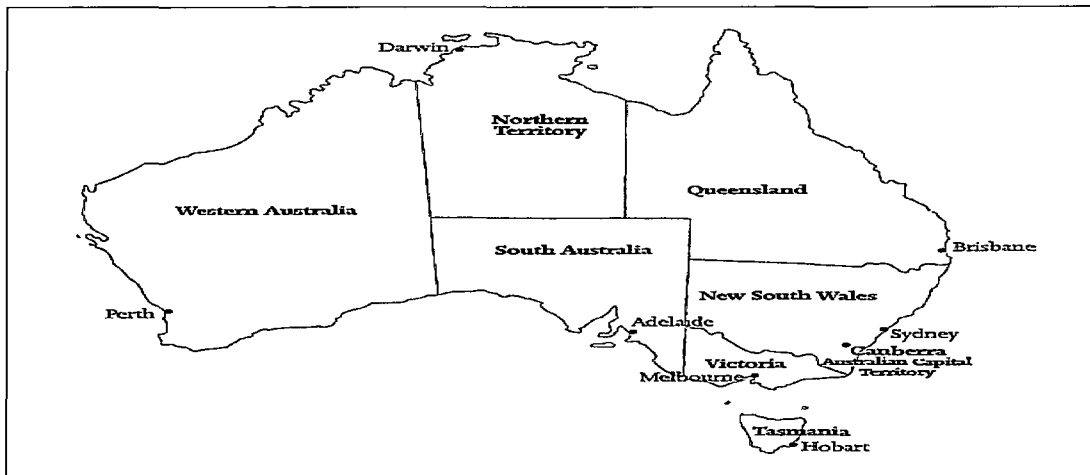 Darwin
Northern
Territory
Queensland
Western Australia
South Australia
Brisbane
New South Wales
Perth
Adelaide
Sydney
Canberra
Victoria
Australian Capital
Territory
Melbourne
Tasmania
Hobart